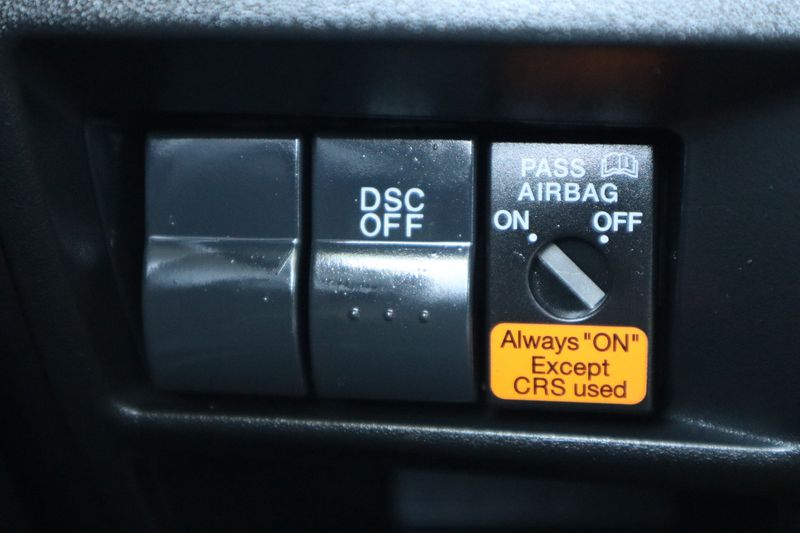 DSC
OFF
PASS
AIRBAG
ON OFF
Always "ON"
Except
CRS used